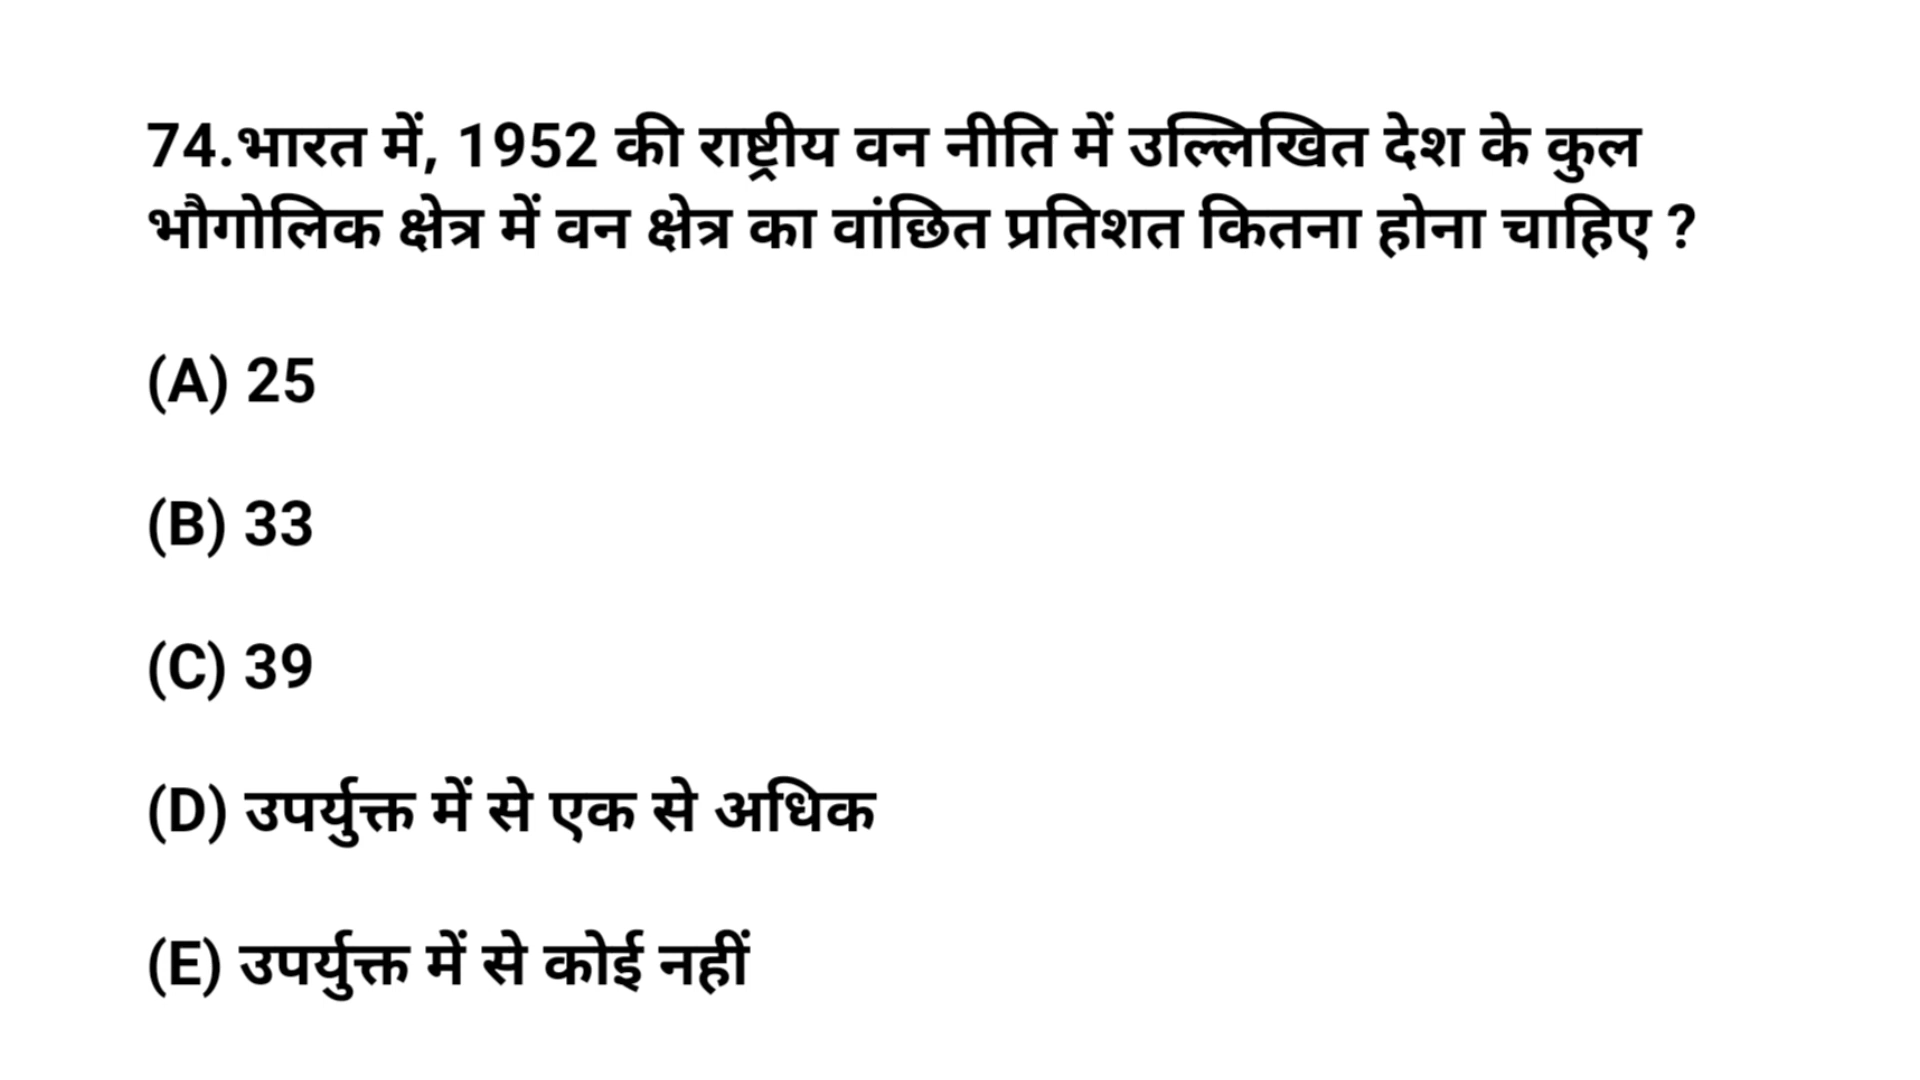 74.भारत में, 1952 की राष्ट्रीय वन नीति में उल्लिखित देश के कुल
भौगोलिक क्षेत्र में वन क्षेत्र का वांछित प्रतिशत कितना होना चाहिए ?
(A) 25
(B) 33
(C) 39
(D) उपर्युक्त में से एक से अधिक
(E) उपर्युक्त में से कोई नहीं